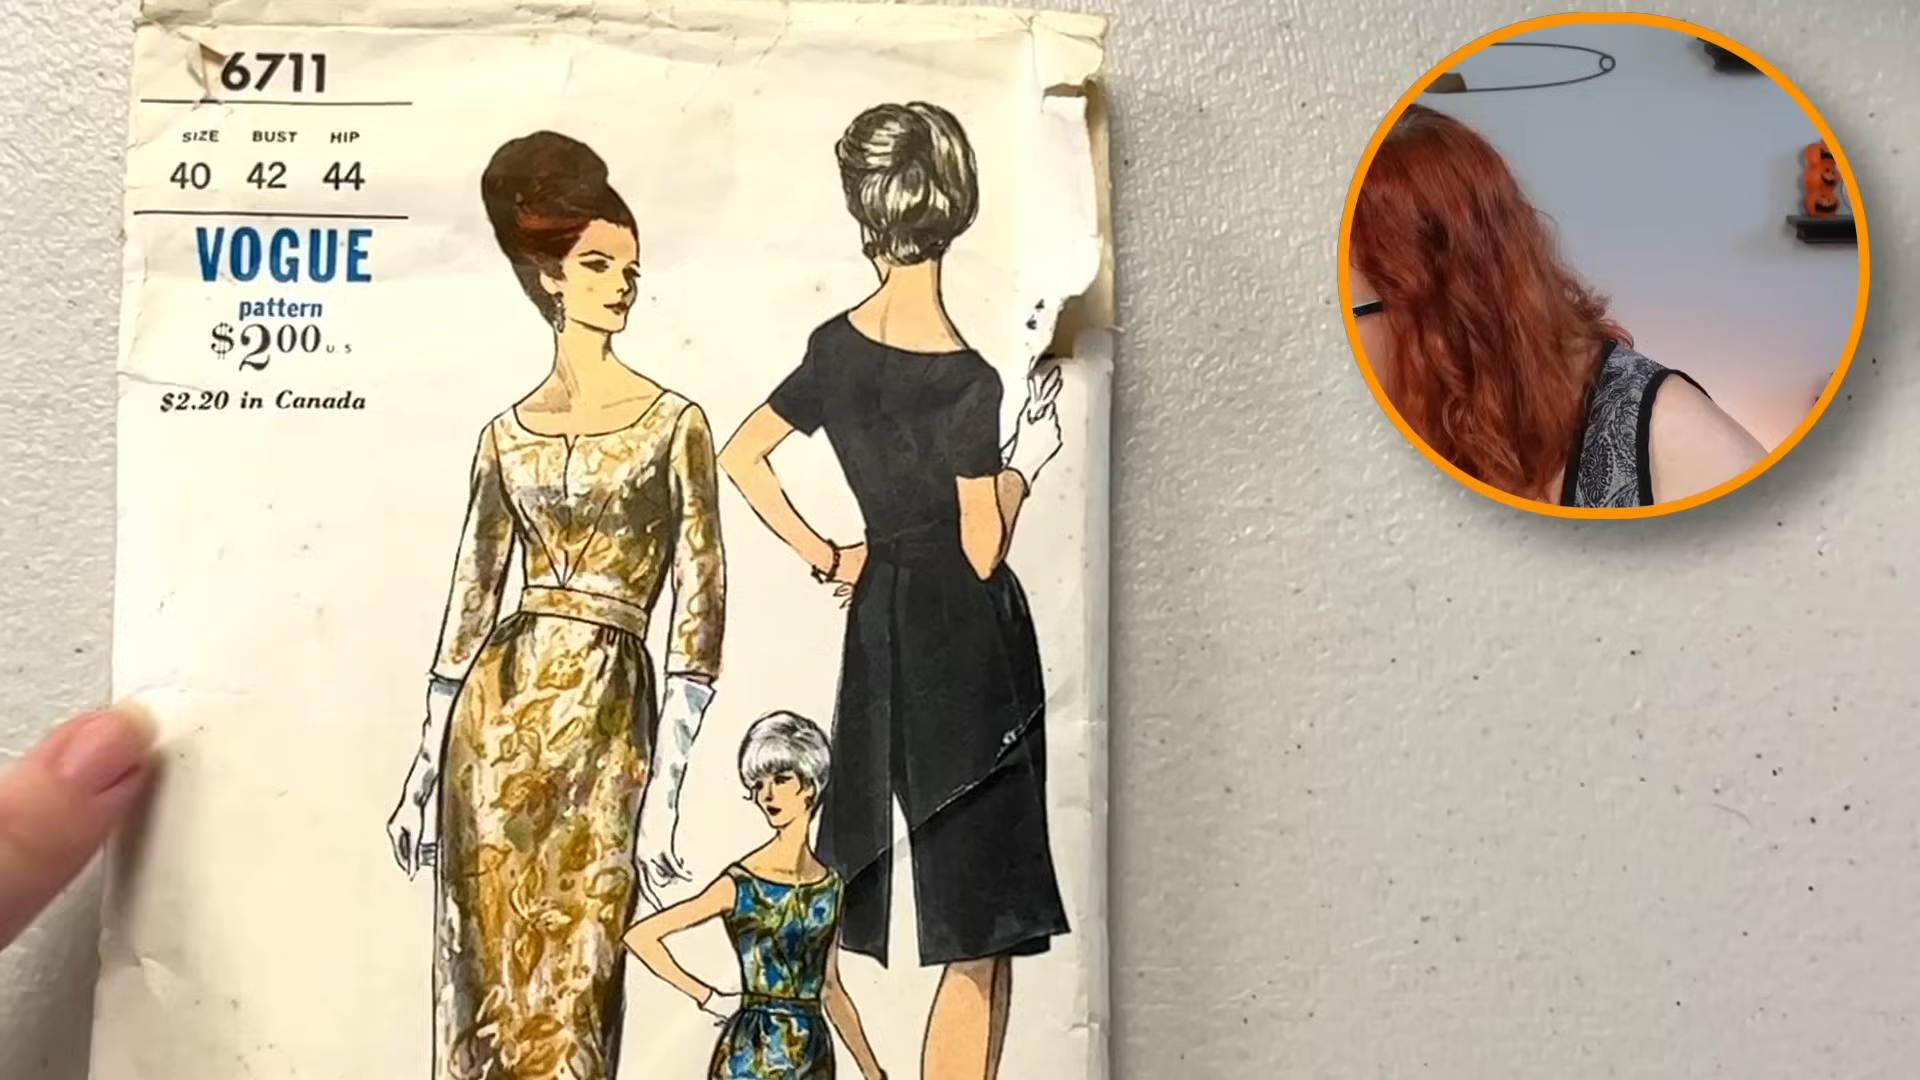 6711
SIZE BUST HIP
40 42 44
VOGUE
pattern
$2.00 U.S
$2.20 in Canada